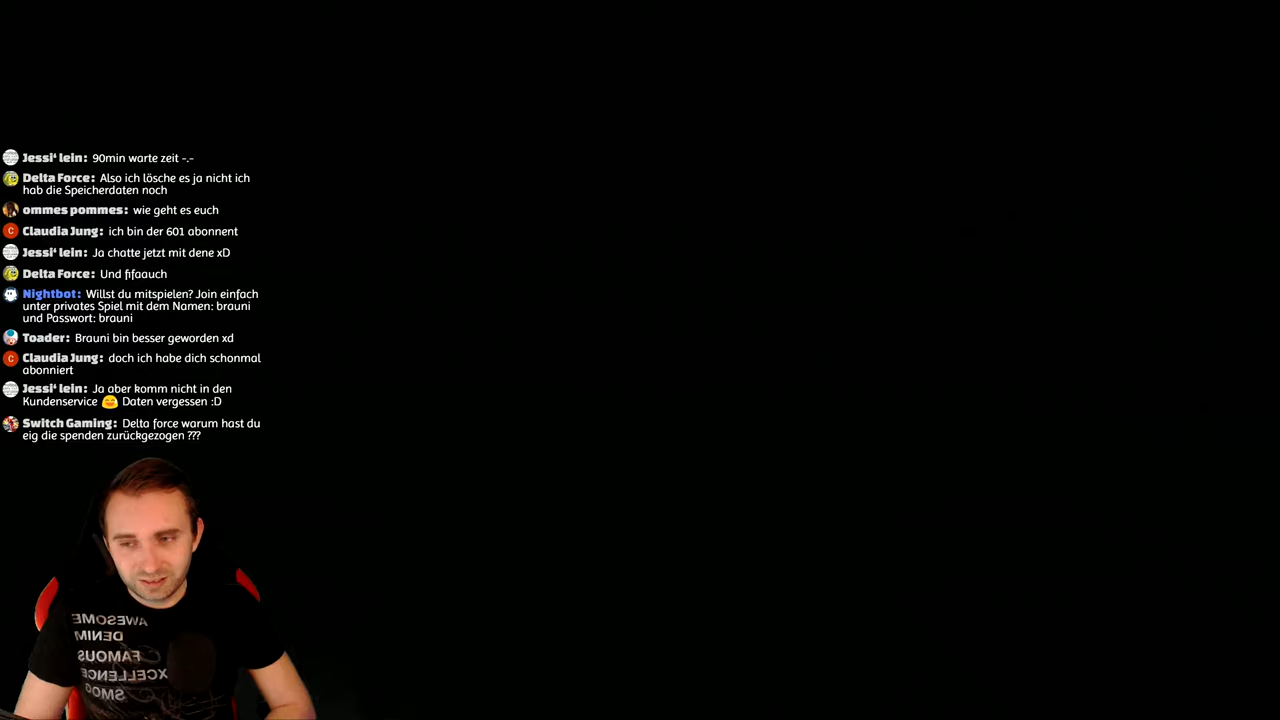 Jessi' lein: 90min warte zeit -.-
Delta Force: Also ich lösche es ja nicht ich
hab die Speicherdaten noch
ommes pommes: wie geht es euch
C Claudia Jung: ich bin der 601 abonnent
Jessi' lein: Ja chatte jetzt mit dene xD
Delta Force: Und fifaauch
Nightbot: Willst du mitspielen? Join einfach
unter privates Spiel mit dem Namen: brauni
und Passwort: brauni
Toader: Brauni bin besser geworden xd
C Claudia Jung: doch ich habe dich schonmal
abonniert
Jessi' lein: Ja aber komm nicht in den
Kundenservice 😄 Daten vergessen :D
Switch Gaming: Delta force warum hast du
eig die spenden zurückgezogen ???
AWESOME
DENIM
FAMOUS
XCELLENCE
SMOG